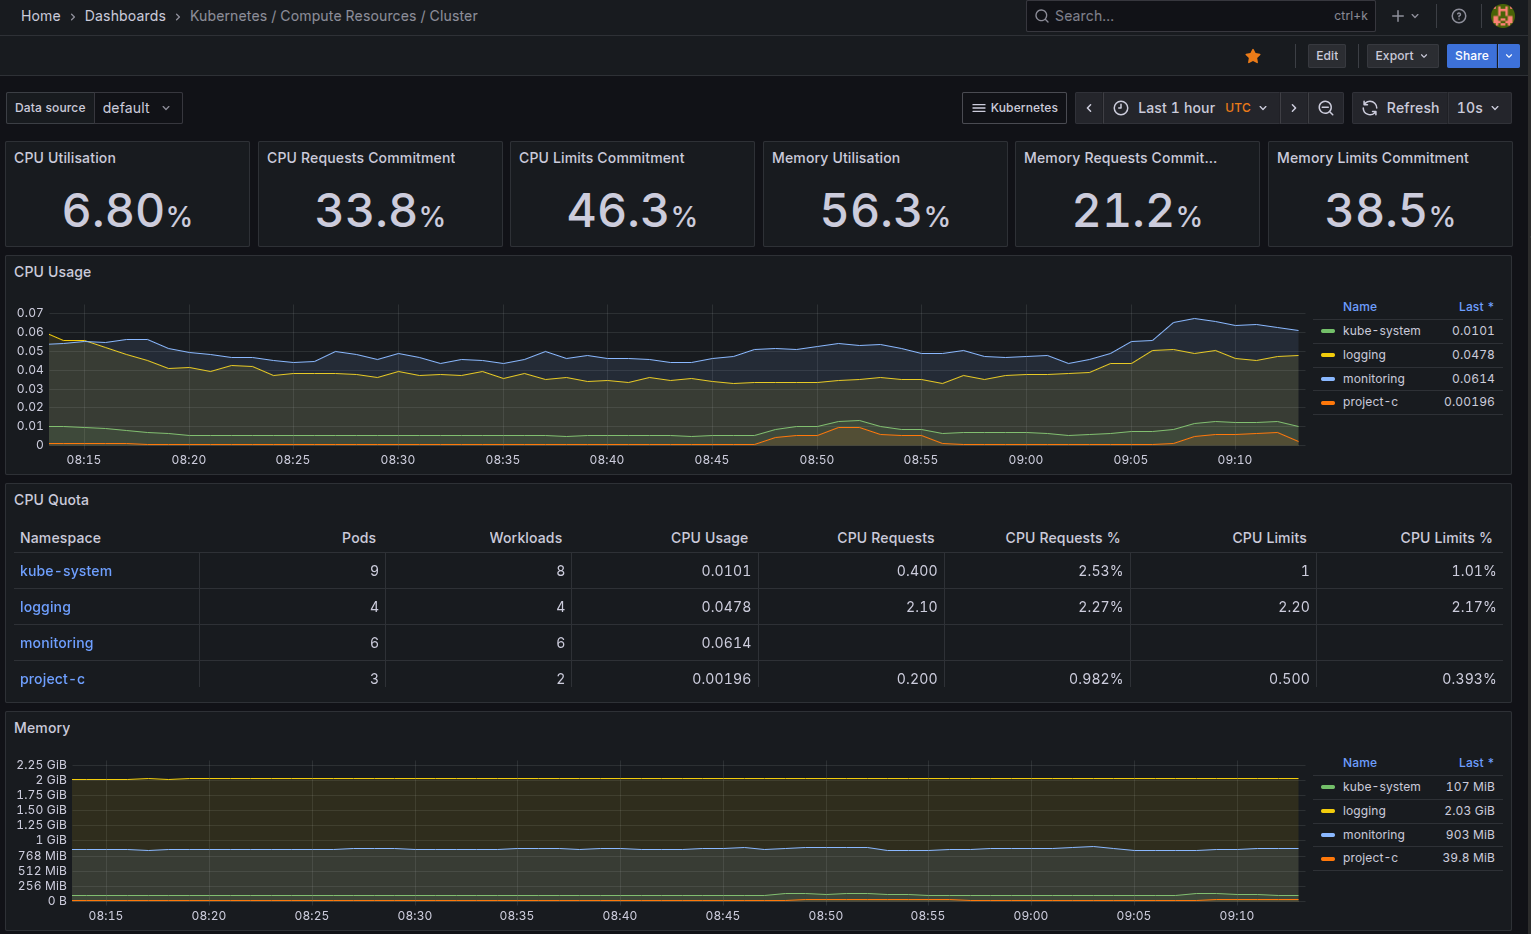 Home › Dashboards › Kubernetes / Compute Resources / Cluster
Search... ctrl+k
Edit Export Share
Data source default
Kubernetes Last 1 hour UTC Refresh 10s
CPU Utilisation CPU Requests Commitment CPU Limits Commitment Memory Utilisation Memory Requests Commit... Memory Limits Commitment
6.80% 33.8% 46.3% 56.3% 21.2% 38.5%
CPU Usage
0.07
0.06
0.05
0.04
0.03
0.02
0.01
0
08:15 08:20 08:25 08:30 08:35 08:40 08:45 08:50 08:55 09:00 09:05 09:10
Name Last *
kube-system 0.0101
logging 0.0478
monitoring 0.0614
project-c 0.00196
CPU Quota
Namespace Pods Workloads CPU Usage CPU Requests CPU Requests % CPU Limits CPU Limits %
kube-system 9 8 0.0101 0.400 2.53% 1 1.01%
logging 4 4 0.0478 2.10 2.27% 2.20 2.17%
monitoring 6 6 0.0614
project-c 3 2 0.00196 0.200 0.982% 0.500 0.393%
Memory
2.25 GiB
2 GiB
1.75 GiB
1.50 GiB
1.25 GiB
1 GiB
768 MiB
512 MiB
256 MiB
0 B
08:15 08:20 08:25 08:30 08:35 08:40 08:45 08:50 08:55 09:00 09:05 09:10
Name Last *
kube-system 107 MiB
logging 2.03 GiB
monitoring 903 MiB
project-c 39.8 MiB